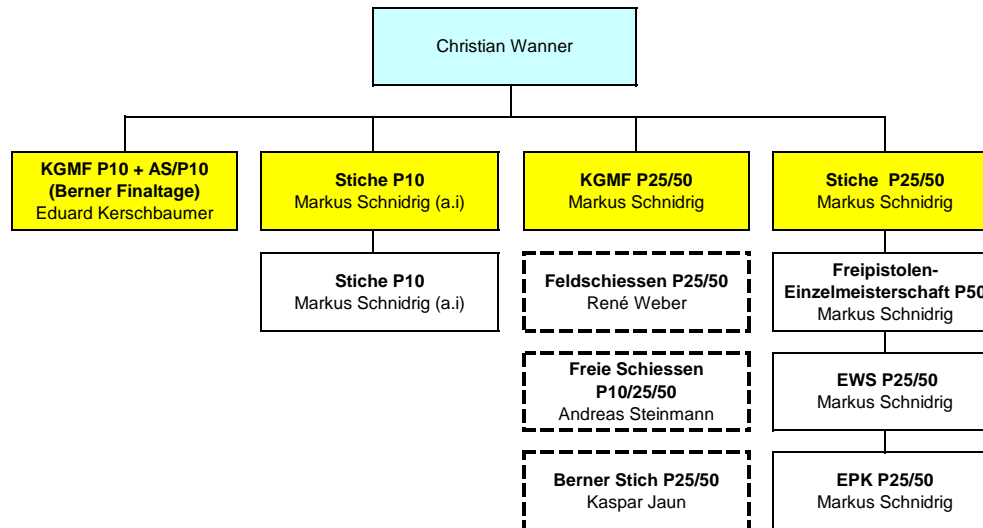 Christian Wanner
KGMF P10 + AS/P10
(Berner Finaltage)
Eduard Kerschbaumer
Stiche P10
Markus Schnidrig (a.i)
KGMF P25/50
Markus Schnidrig
Stiche P25/50
Markus Schnidrig
Stiche P10
Markus Schnidrig (a.i)
Feldschiessen P25/50
René Weber
Freipistolen-
Einzelmeisterschaft P50
Markus Schnidrig
Freie Schiessen
P10/25/50
Andreas Steinmann
EWS P25/50
Markus Schnidrig
Berner Stich P25/50
Kaspar Jaun
EPK P25/50
Markus Schnidrig